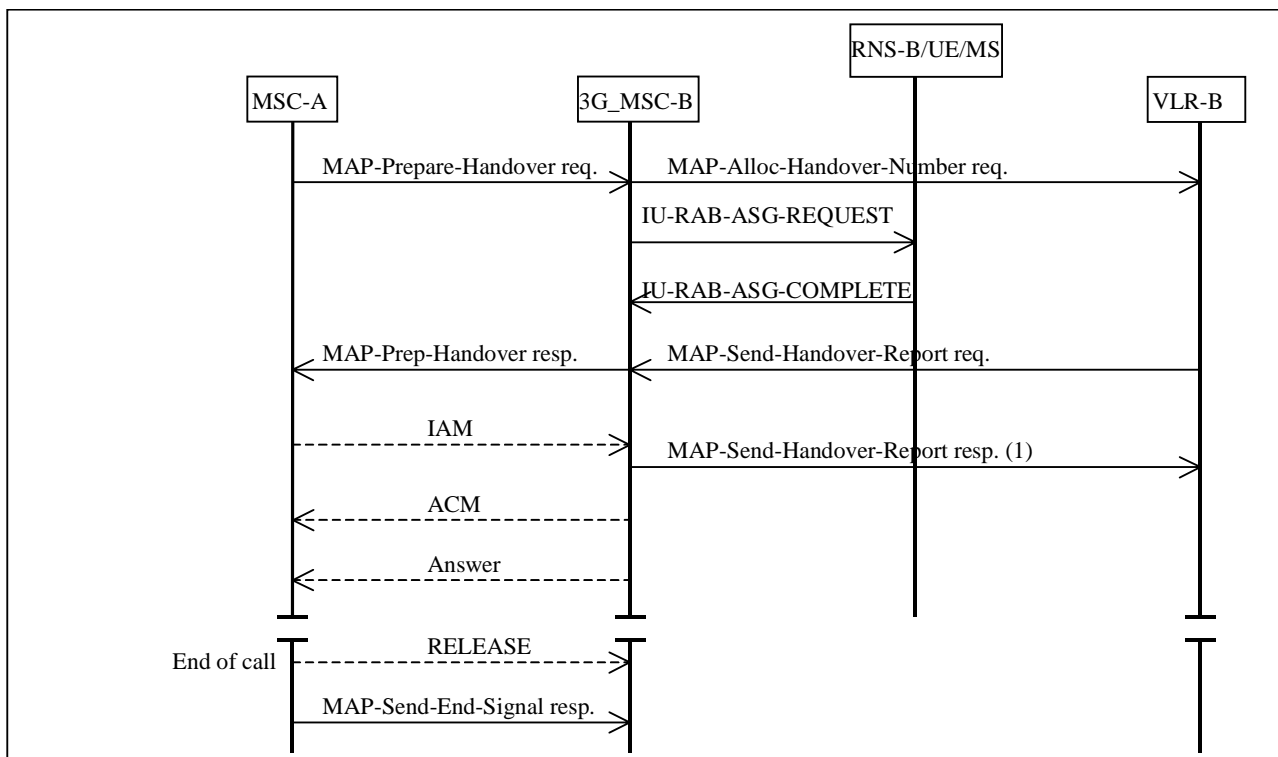 RNS-B/UE/MS
MSC-A
3G_MSC-B
VLR-B
MAP-Prepare-Handover req.
MAP-Alloc-Handover-Number req.
IU-RAB-ASG-REQUEST
IU-RAB-ASG-COMPLETE
MAP-Prep-Handover resp.
MAP-Send-Handover-Report req.
IAM
MAP-Send-Handover-Report resp. (1)
ACM
Answer
RELEASE
End of call
MAP-Send-End-Signal resp.